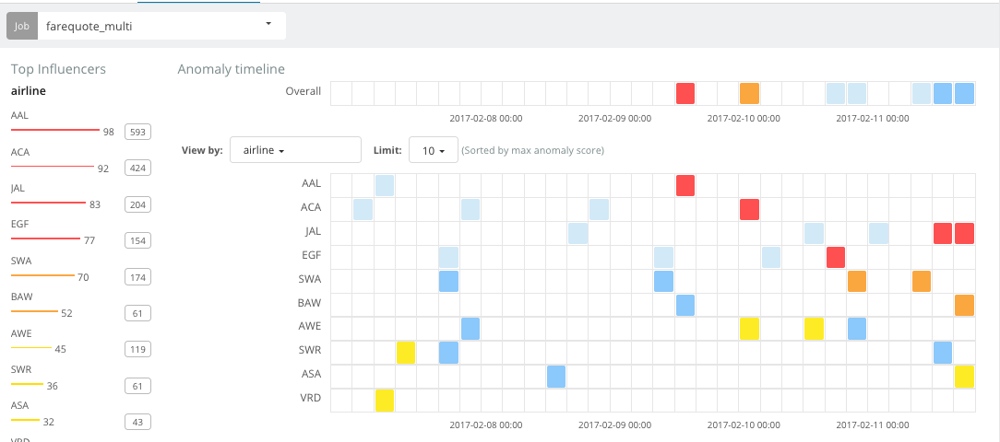 Job farequote_multi
Top Influencers
airline
AAL
98 593
ACA
92 424
JAL
83 204
EGF
77 154
SWA
70 174
BAW
52 61
AWE
45 119
SWR
36 61
ASA
32 43
VRD
Anomaly timeline
Overall
2017-02-08 00:00 2017-02-09 00:00 2017-02-10 00:00 2017-02-11 00:00
View by: airline Limit: 10 (Sorted by max anomaly score)
AAL
ACA
JAL
EGF
SWA
BAW
AWE
SWR
ASA
VRD
2017-02-08 00:00 2017-02-09 00:00 2017-02-10 00:00 2017-02-11 00:00